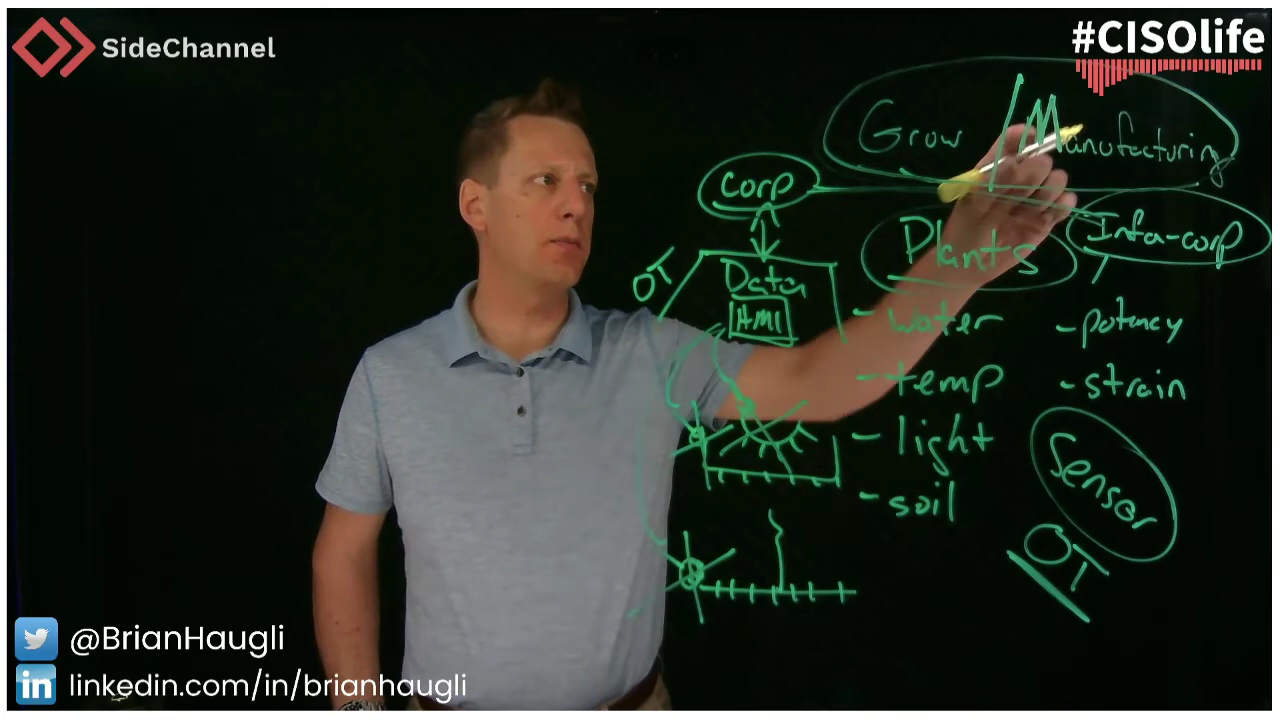 SideChannel
#CISOlife
Grow / Manufacturing
corp
Infa-corp
Plants
OT
Data
HMI
- water
- temp
- light
- soil
- potency
- strain
Sensor
OT
@BrianHaugli
linkedin.com/in/brianhaugli